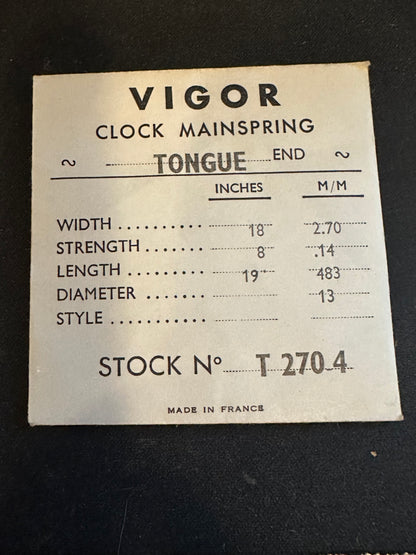 VIGOR
CLOCK MAINSPRING
~ TONGUE END ~
INCHES M/M
WIDTH .......... 18 2.70
STRENGTH ....... 8 .14
LENGTH ......... 19" 483
DIAMETER ....... 13
STYLE ..........
STOCK Nº T 270 4
MADE IN FRANCE